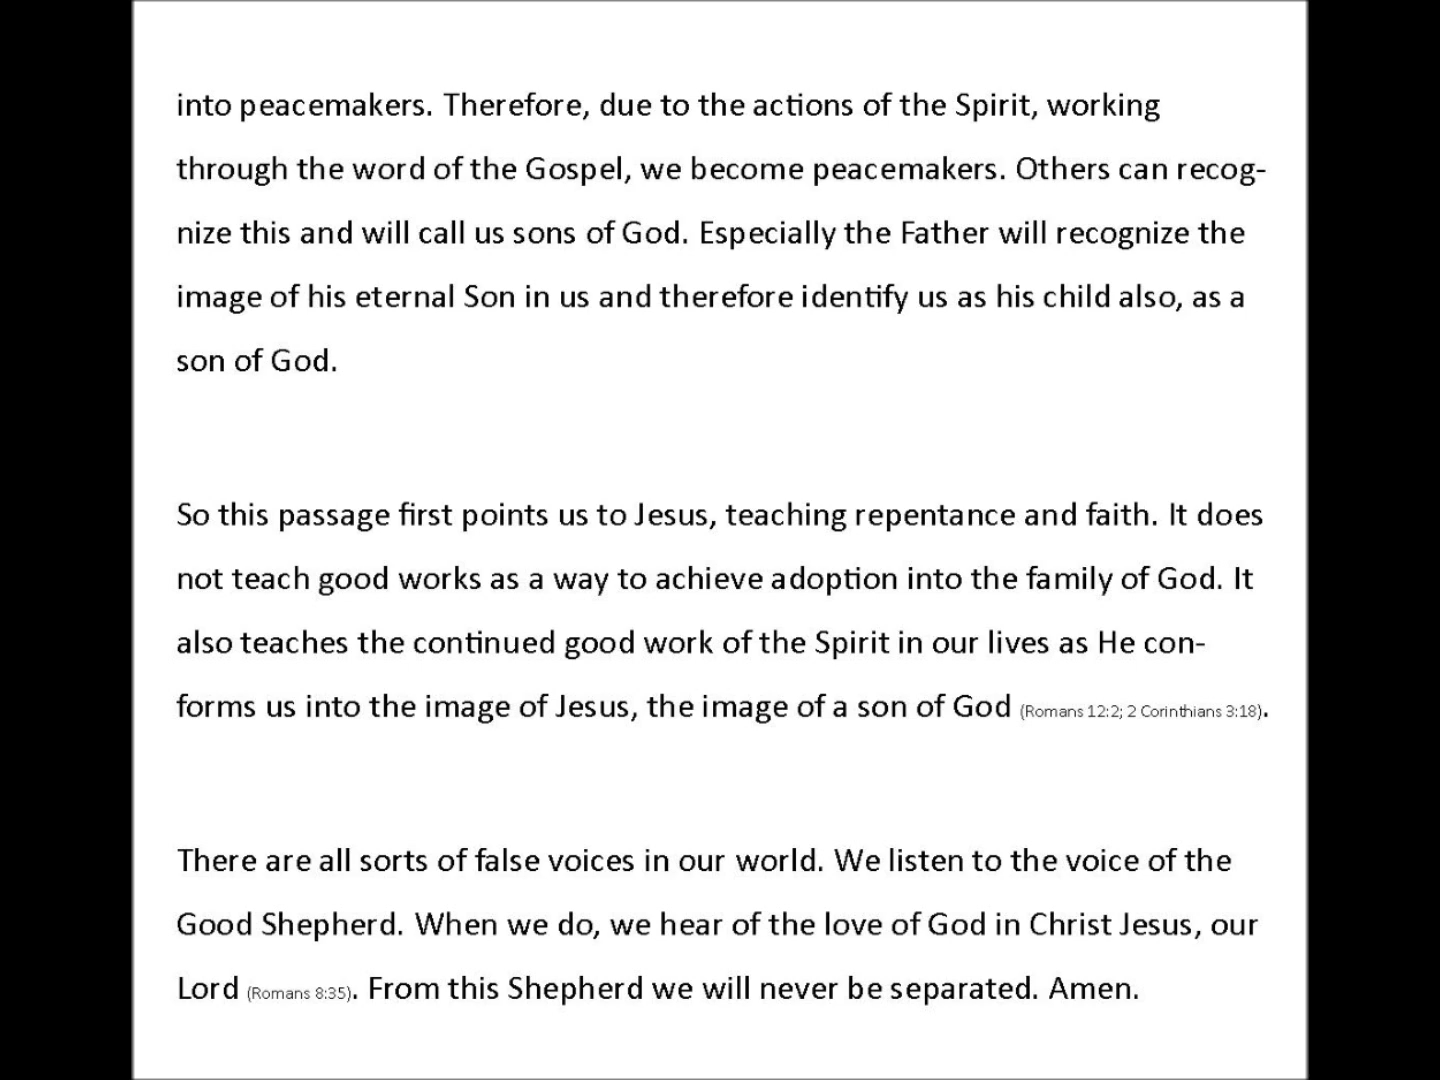 into peacemakers. Therefore, due to the actions of the Spirit, working
through the word of the Gospel, we become peacemakers. Others can recog-
nize this and will call us sons of God. Especially the Father will recognize the
image of his eternal Son in us and therefore identify us as his child also, as a
son of God.
So this passage first points us to Jesus, teaching repentance and faith. It does
not teach good works as a way to achieve adoption into the family of God. It
also teaches the continued good work of the Spirit in our lives as He con-
forms us into the image of Jesus, the image of a son of God (Romans 12:2; 2 Corinthians 3:18).
There are all sorts of false voices in our world. We listen to the voice of the
Good Shepherd. When we do, we hear of the love of God in Christ Jesus, our
Lord (Romans 8:35). From this Shepherd we will never be separated. Amen.